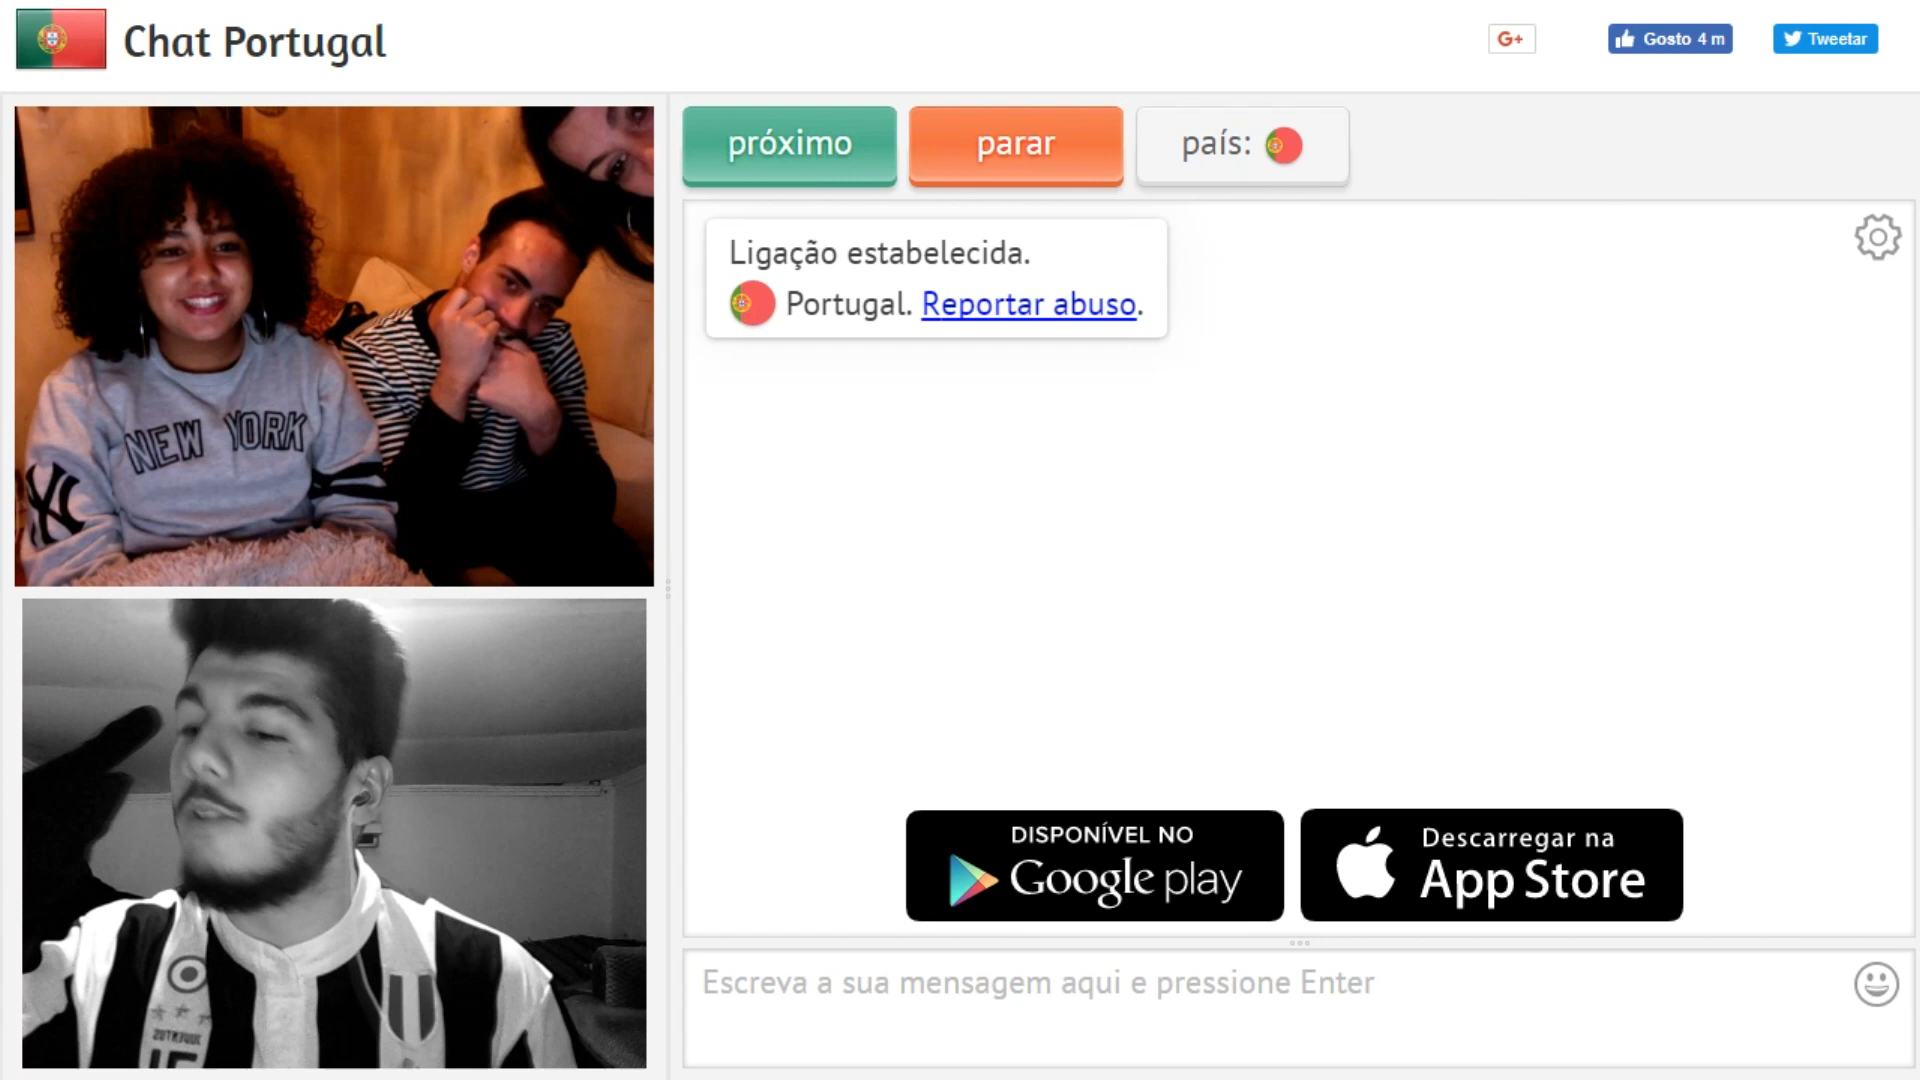 Chat Portugal
G+
Gosto 4 m
Tweetar
próximo
parar
país:
Ligação estabelecida.
Portugal. Reportar abuso.
NEW YORK
NY
DISPONÍVEL NO
Google play
Descarregar na
App Store
Escreva a sua mensagem aqui e pressione Enter